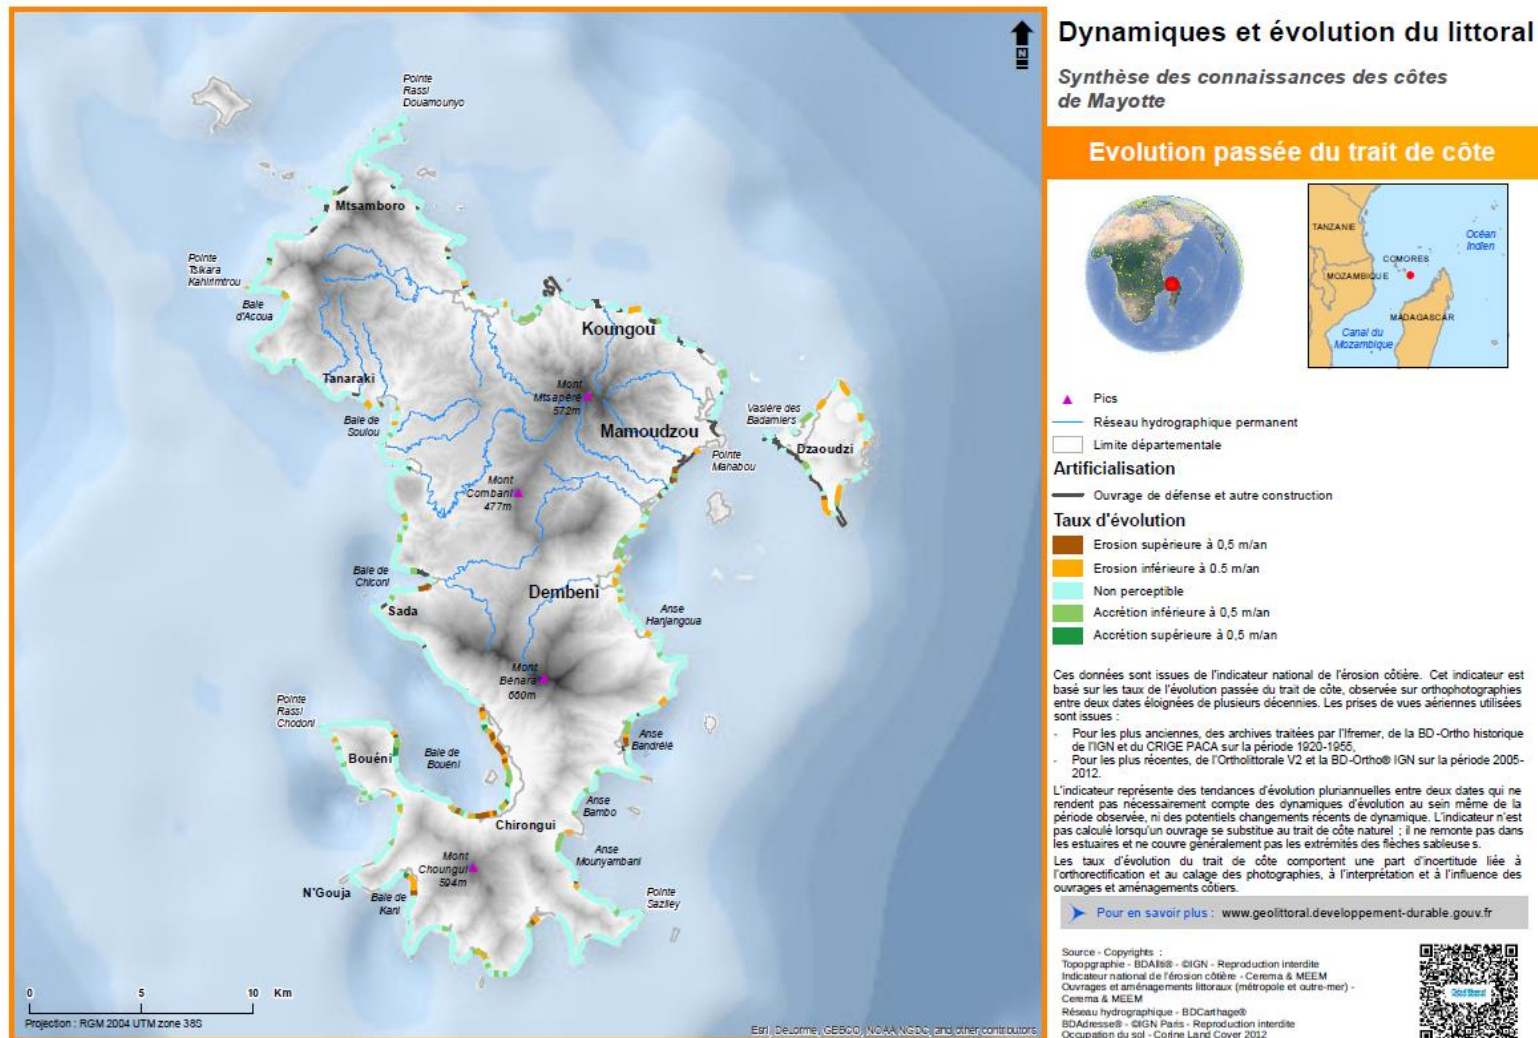 Dynamiques et évolution du littoral
Synthèse des connaissances des côtes
de Mayotte
Evolution passée du trait de côte
TANZANIE
Océan
Indien
COMORES
MOZAMBIQUE
MADAGASCAR
Canal du
Mozambique
Pics
Réseau hydrographique permanent
Limite départementale
Artificialisation
Ouvrage de défense et autre construction
Taux d'évolution
Erosion supérieure à 0,5 m/an
Erosion inférieure à 0.5 m/an
Non perceptible
Accrétion inférieure à 0,5 m/an
Accrétion supérieure à 0,5 m/an
Ces données sont issues de l'indicateur national de l'érosion côtière. Cet indicateur est
basé sur les taux de l'évolution passée du trait de côte, observée sur orthophotographies
entre deux dates éloignées de plusieurs décennies. Les prises de vues aériennes utilisées
sont issues :
- Pour les plus anciennes, des archives traitées par l'Ifremer, de la BD-Ortho historique
de l'IGN et du CRIGE PACA sur la période 1920-1955,
- Pour les plus récentes, de l'Ortholittorale V2 et la BD-Ortho® IGN sur la période 2005-
2012.
L'indicateur représente des tendances d'évolution pluriannuelles entre deux dates qui ne
rendent pas nécessairement compte des dynamiques d'évolution au sein même de la
période observée, ni des potentiels changements récents de dynamique. L'indicateur n'est
pas calculé lorsqu'un ouvrage se substitue au trait de côte naturel ; il ne remonte pas dans
les estuaires et ne couvre généralement pas les extrémités des flèches sableuses.
Les taux d'évolution du trait de côte comportent une part d'incertitude liée à
l'orthorectification et au calage des photographies, à l'interprétation et à l'influence des
ouvrages et aménagements côtiers.
Pour en savoir plus : www.geolittoral.developpement-durable.gouv.fr
Source - Copyrights :
Topopgraphie - BDAlti® - ©IGN - Reproduction interdite
Indicateur national de l'érosion côtière - Cerema & MEEM
Ouvrages et aménagements littoraux (métropole et outre-mer) -
Cerema & MEEM
Réseau hydrographique - BDCarthage®
BDAdresse® - ©IGN Paris - Reproduction interdite
Occupation du sol - Corine Land Cover 2012
N
Pointe
Rassi
Douamounyo
Mtsamboro
Pointe
Tsikara
Kahirimtrou
Baie
d'Acoua
Koungou
Tanaraki
Mont
Mtsapéré
572m
Baie de
Soulou
Mamoudzou
Vasière des
Badamiers
Dzaoudzi
Pointe
Mahabou
Mont
Combani
477m
Baie de
Chiconi
Sada
Dembeni
Anse
Hanjangoua
Mont
Bénara
660m
Pointe
Rassi
Chodoni
Bouéni
Baie de
Bouéni
Anse
Bandrélé
Anse
Bambo
Chirongui
Anse
Mounyambani
Mont
Choungui
594m
N'Gouja
Baie de
Kani
Pointe
Saziley
0 5 10 Km
Projection : RGM 2004 UTM zone 38S
Esri, DeLorme, GEBCO, NOAA NGDC, and other contributors